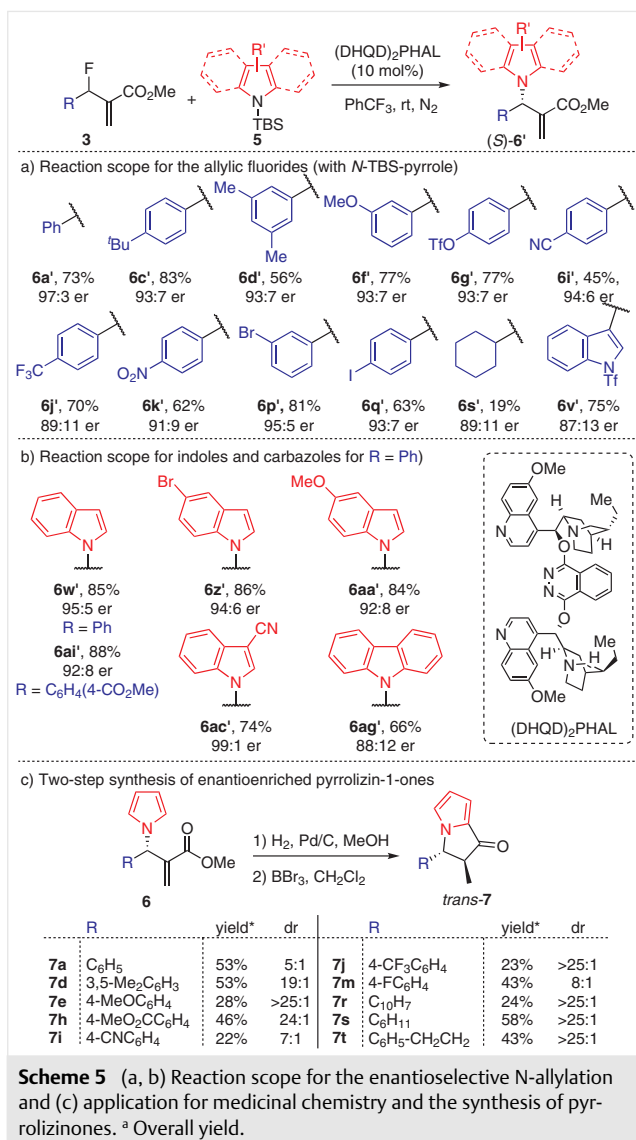 F
R
CO₂Me
3
+
R'
N
TBS
5
(DHQD)₂PHAL
(10 mol%)
PhCF₃, rt, N₂
R'
N
R
CO₂Me
(S)-6'
a) Reaction scope for the allylic fluorides (with N-TBS-pyrrole)
Ph
ᵗBu
Me
Me
MeO
TfO
NC
6a', 73%
97:3 er
6c', 83%
93:7 er
6d', 56%
93:7 er
6f', 77%
93:7 er
6g', 77%
93:7 er
6i', 45%,
94:6 er
F₃C
O₂N
Br
I
N
Tf
6j', 70%
89:11 er
6k', 62%
91:9 er
6p', 81%
95:5 er
6q', 63%
93:7 er
6s', 19%
89:11 er
6v', 75%
87:13 er
b) Reaction scope for indoles and carbazoles for R = Ph)
N
6w', 85%
95:5 er
R = Ph
6ai', 88%
92:8 er
R = C₆H₄(4-CO₂Me)
Br
N
6z', 86%
94:6 er
MeO
N
6aa', 84%
92:8 er
CN
N
6ac', 74%
99:1 er
N
6ag', 66%
88:12 er
OMe
N
H
N
Me
H
O
N
N
O
N
H
N
Me
H
OMe
(DHQD)₂PHAL
c) Two-step synthesis of enantioenriched pyrrolizin-1-ones
N
O
R
OMe
6
1) H₂, Pd/C, MeOH
2) BBr₃, CH₂Cl₂
N
O
R
trans-7
R yield* dr R yield* dr
7a C₆H₅ 53% 5:1 7j 4-CF₃C₆H₄ 23% >25:1
7d 3,5-Me₂C₆H₃ 53% 19:1 7m 4-FC₆H₄ 43% 8:1
7e 4-MeOC₆H₄ 28% >25:1 7r C₁₀H₇ 24% >25:1
7h 4-MeO₂CC₆H₄ 46% 24:1 7s C₆H₁₁ 58% >25:1
7i 4-CNC₆H₄ 22% 7:1 7t C₆H₅-CH₂CH₂ 43% >25:1
Scheme 5 (a, b) Reaction scope for the enantioselective N-allylation
and (c) application for medicinal chemistry and the synthesis of pyr-
rolizinones. ᵃ Overall yield.